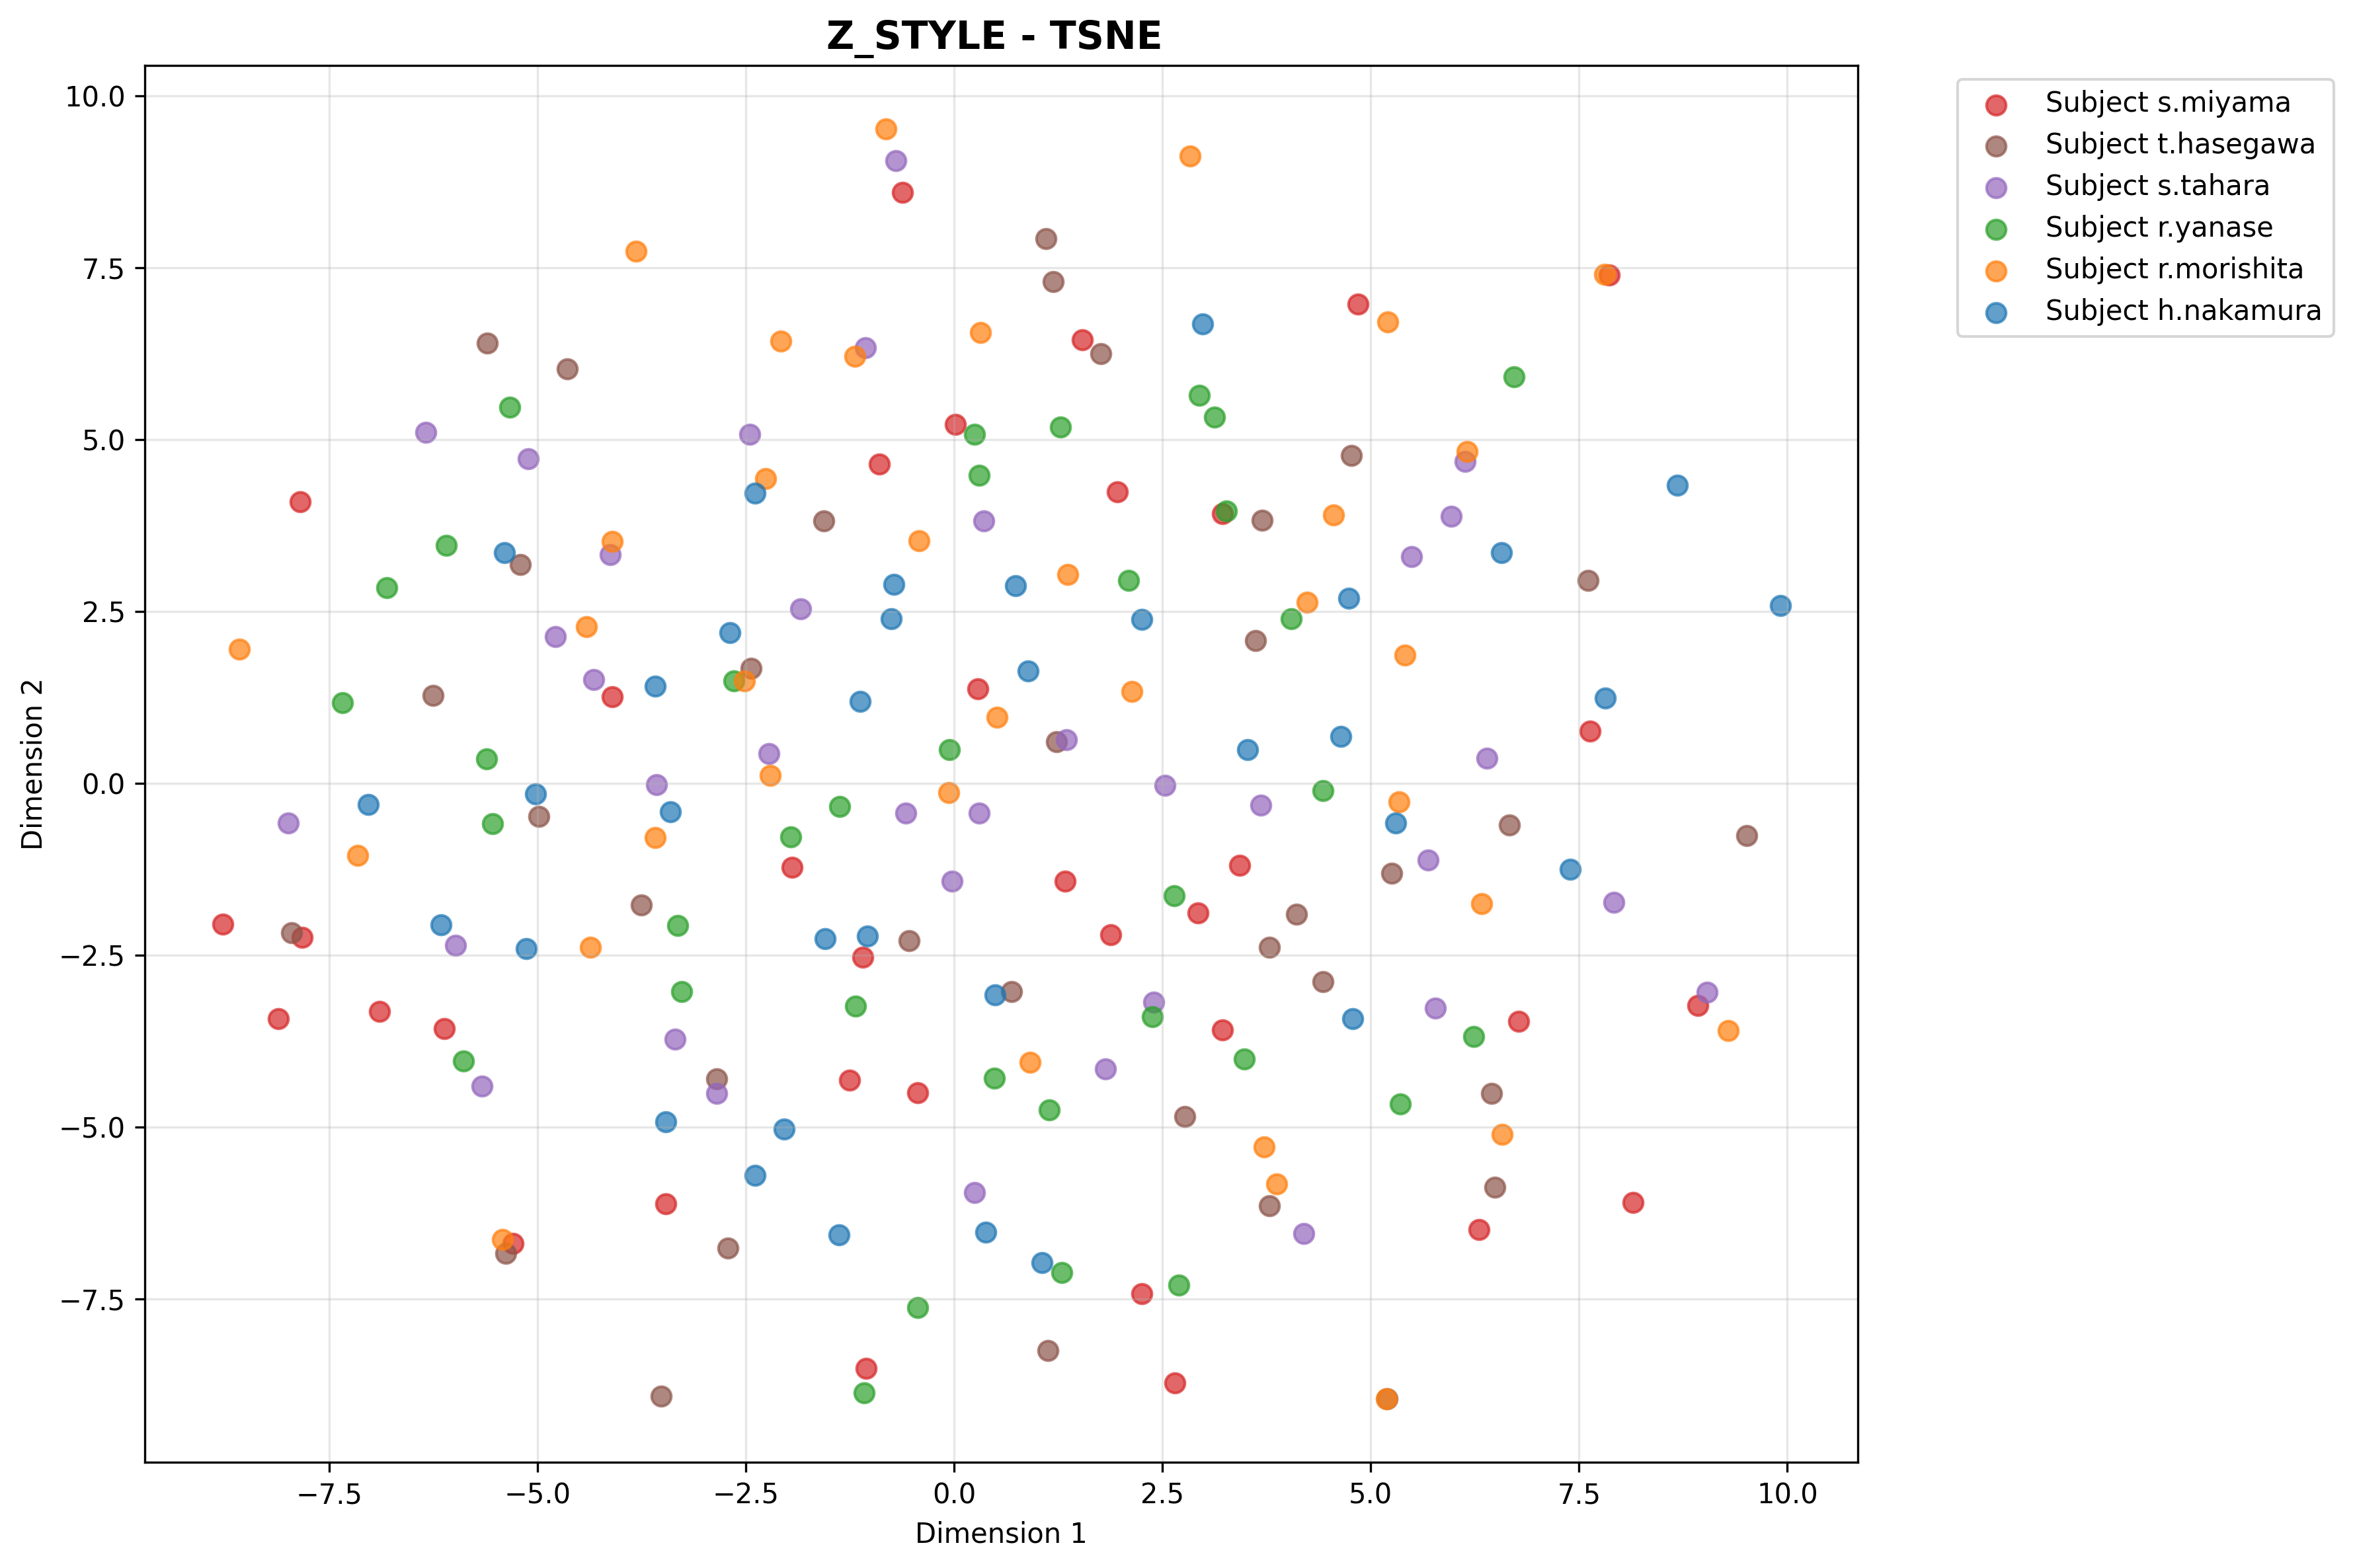 Z_STYLE - TSNE
Subject s.miyama
Subject t.hasegawa
Subject s.tahara
Subject r.yanase
Subject r.morishita
Subject h.nakamura
10.0
7.5
5.0
2.5
0.0
−2.5
−5.0
−7.5
Dimension 2
−7.5
−5.0
−2.5
0.0
2.5
5.0
7.5
10.0
Dimension 1